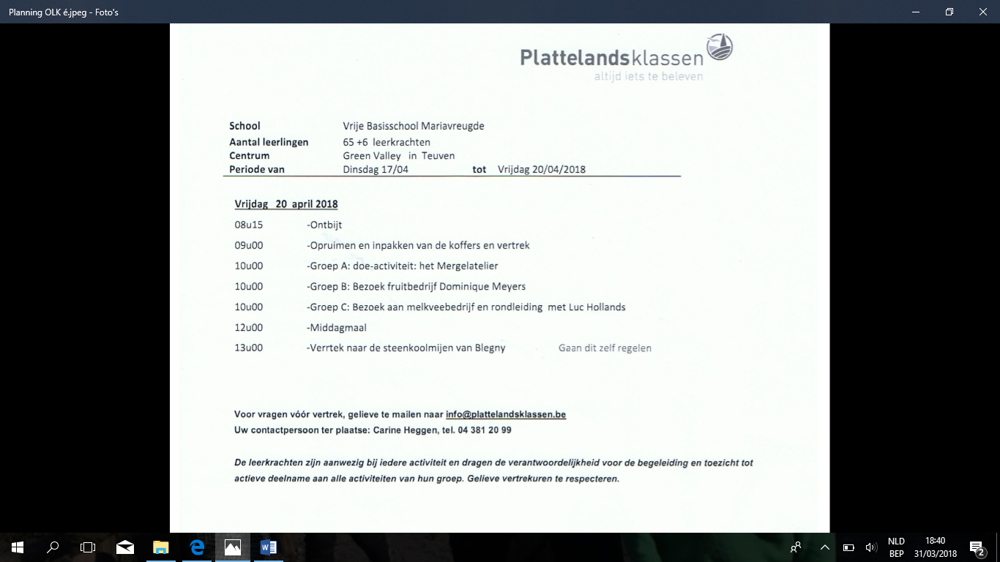 Planning OLK é.jpeg - Foto's
Plattelandsklassen
altijd iets te beleven
School Vrije Basisschool Mariavreugde
Aantal leerlingen 65 +6 leerkrachten
Centrum Green Valley in Teuven
Periode van Dinsdag 17/04 tot Vrijdag 20/04/2018
Vrijdag 20 april 2018
08u15 -Ontbijt
09u00 -Opruimen en inpakken van de koffers en vertrek
10u00 -Groep A: doe-activiteit: het Mergelatelier
10u00 -Groep B: Bezoek fruitbedrijf Dominique Meyers
10u00 -Groep C: Bezoek aan melkveebedrijf en rondleiding met Luc Hollands
12u00 -Middagmaal
13u00 -Verrtek naar de steenkoolmijen van Blegny Gaan dit zelf regelen
Voor vragen vóór vertrek, gelieve te mailen naar info@plattelandsklassen.be
Uw contactpersoon ter plaatse: Carine Heggen, tel. 04 381 20 99
De leerkrachten zijn aanwezig bij iedere activiteit en dragen de verantwoordelijkheid voor de begeleiding en toezicht tot
actieve deelname aan alle activiteiten van hun groep. Gelieve vertrekuren te respecteren.
NLD 18:40
BEP 31/03/2018
2